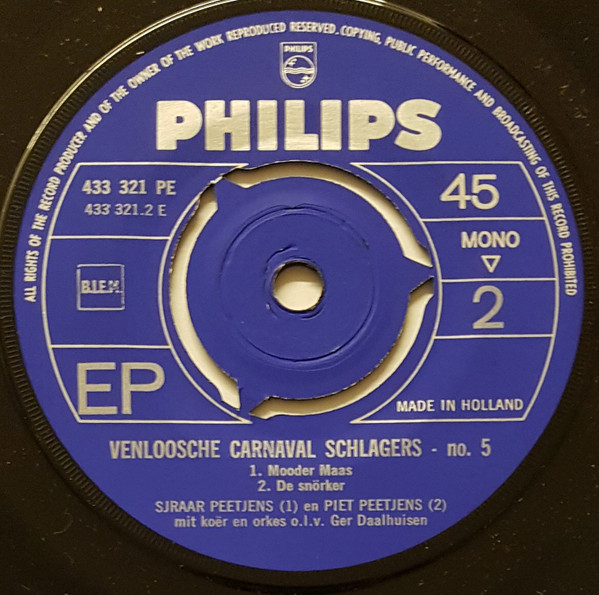 ALL RIGHTS OF THE RECORD PRODUCER AND OF THE OWNER OF THE WORK REPRODUCED RESERVED. COPYING, PUBLIC PERFORMANCE AND BROADCASTING OF THIS RECORD PROHIBITED
PHILIPS
PHILIPS
433 321 PE
433 321.2 E
45
MONO
B.I.E.M.
2
EP
MADE IN HOLLAND
VENLOOSCHE CARNAVAL SCHLAGERS - no. 5
1. Mooder Maas
2. De snörker
SJRAAR PEETJENS (1) en PIET PEETJENS (2)
mit koër en orkes o.l.v. Ger Daalhuisen